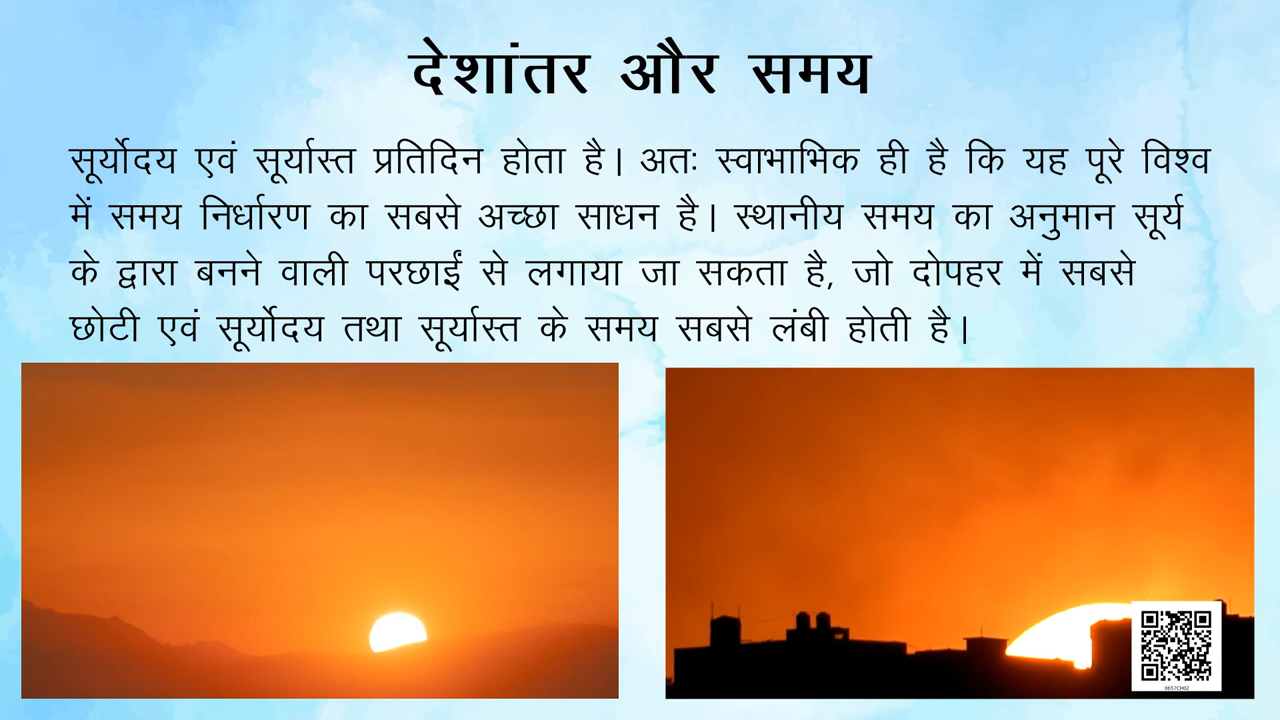 देशांतर और समय
सूर्योदय एवं सूर्यास्त प्रतिदिन होता है। अतः स्वाभाभिक ही है कि यह पूरे विश्व
में समय निर्धारण का सबसे अच्छा साधन है। स्थानीय समय का अनुमान सूर्य
के द्वारा बनने वाली परछाईं से लगाया जा सकता है, जो दोपहर में सबसे
छोटी एवं सूर्योदय तथा सूर्यास्त के समय सबसे लंबी होती है।
0657CH02